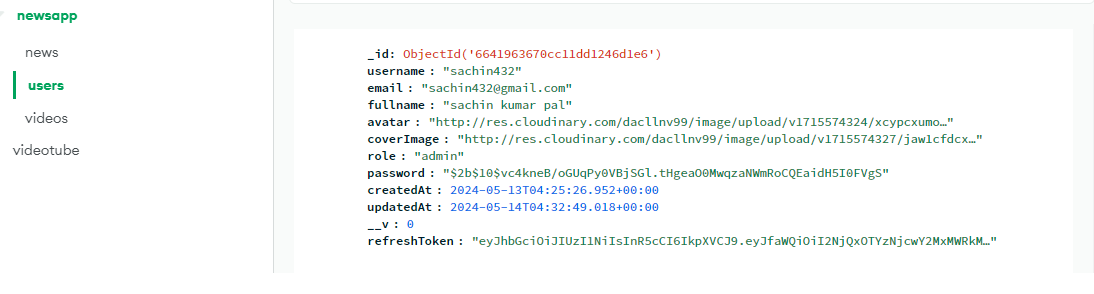 newsapp
news
users
videos
videotube
_id: ObjectId('6641963670cc11dd1246d1e6')
username : "sachin432"
email : "sachin432@gmail.com"
fullname : "sachin kumar pal"
avatar : "http://res.cloudinary.com/dacllnv99/image/upload/v1715574324/xcypcxumo…"
coverImage : "http://res.cloudinary.com/dacllnv99/image/upload/v1715574327/jaw1cfdcx…"
role : "admin"
password : "$2b$10$vc4kneB/oGUqPy0VBjSGl.tHgeaO0MwqzaNWmRoCQEaidH5I0FVgS"
createdAt : 2024-05-13T04:25:26.952+00:00
updatedAt : 2024-05-14T04:32:49.018+00:00
__v : 0
refreshToken : "eyJhbGciOiJIUzI1NiIsInR5cCI6IkpXVCJ9.eyJfaWQiOiI2NjQxOTYzNjcwY2MxMWRkM…"